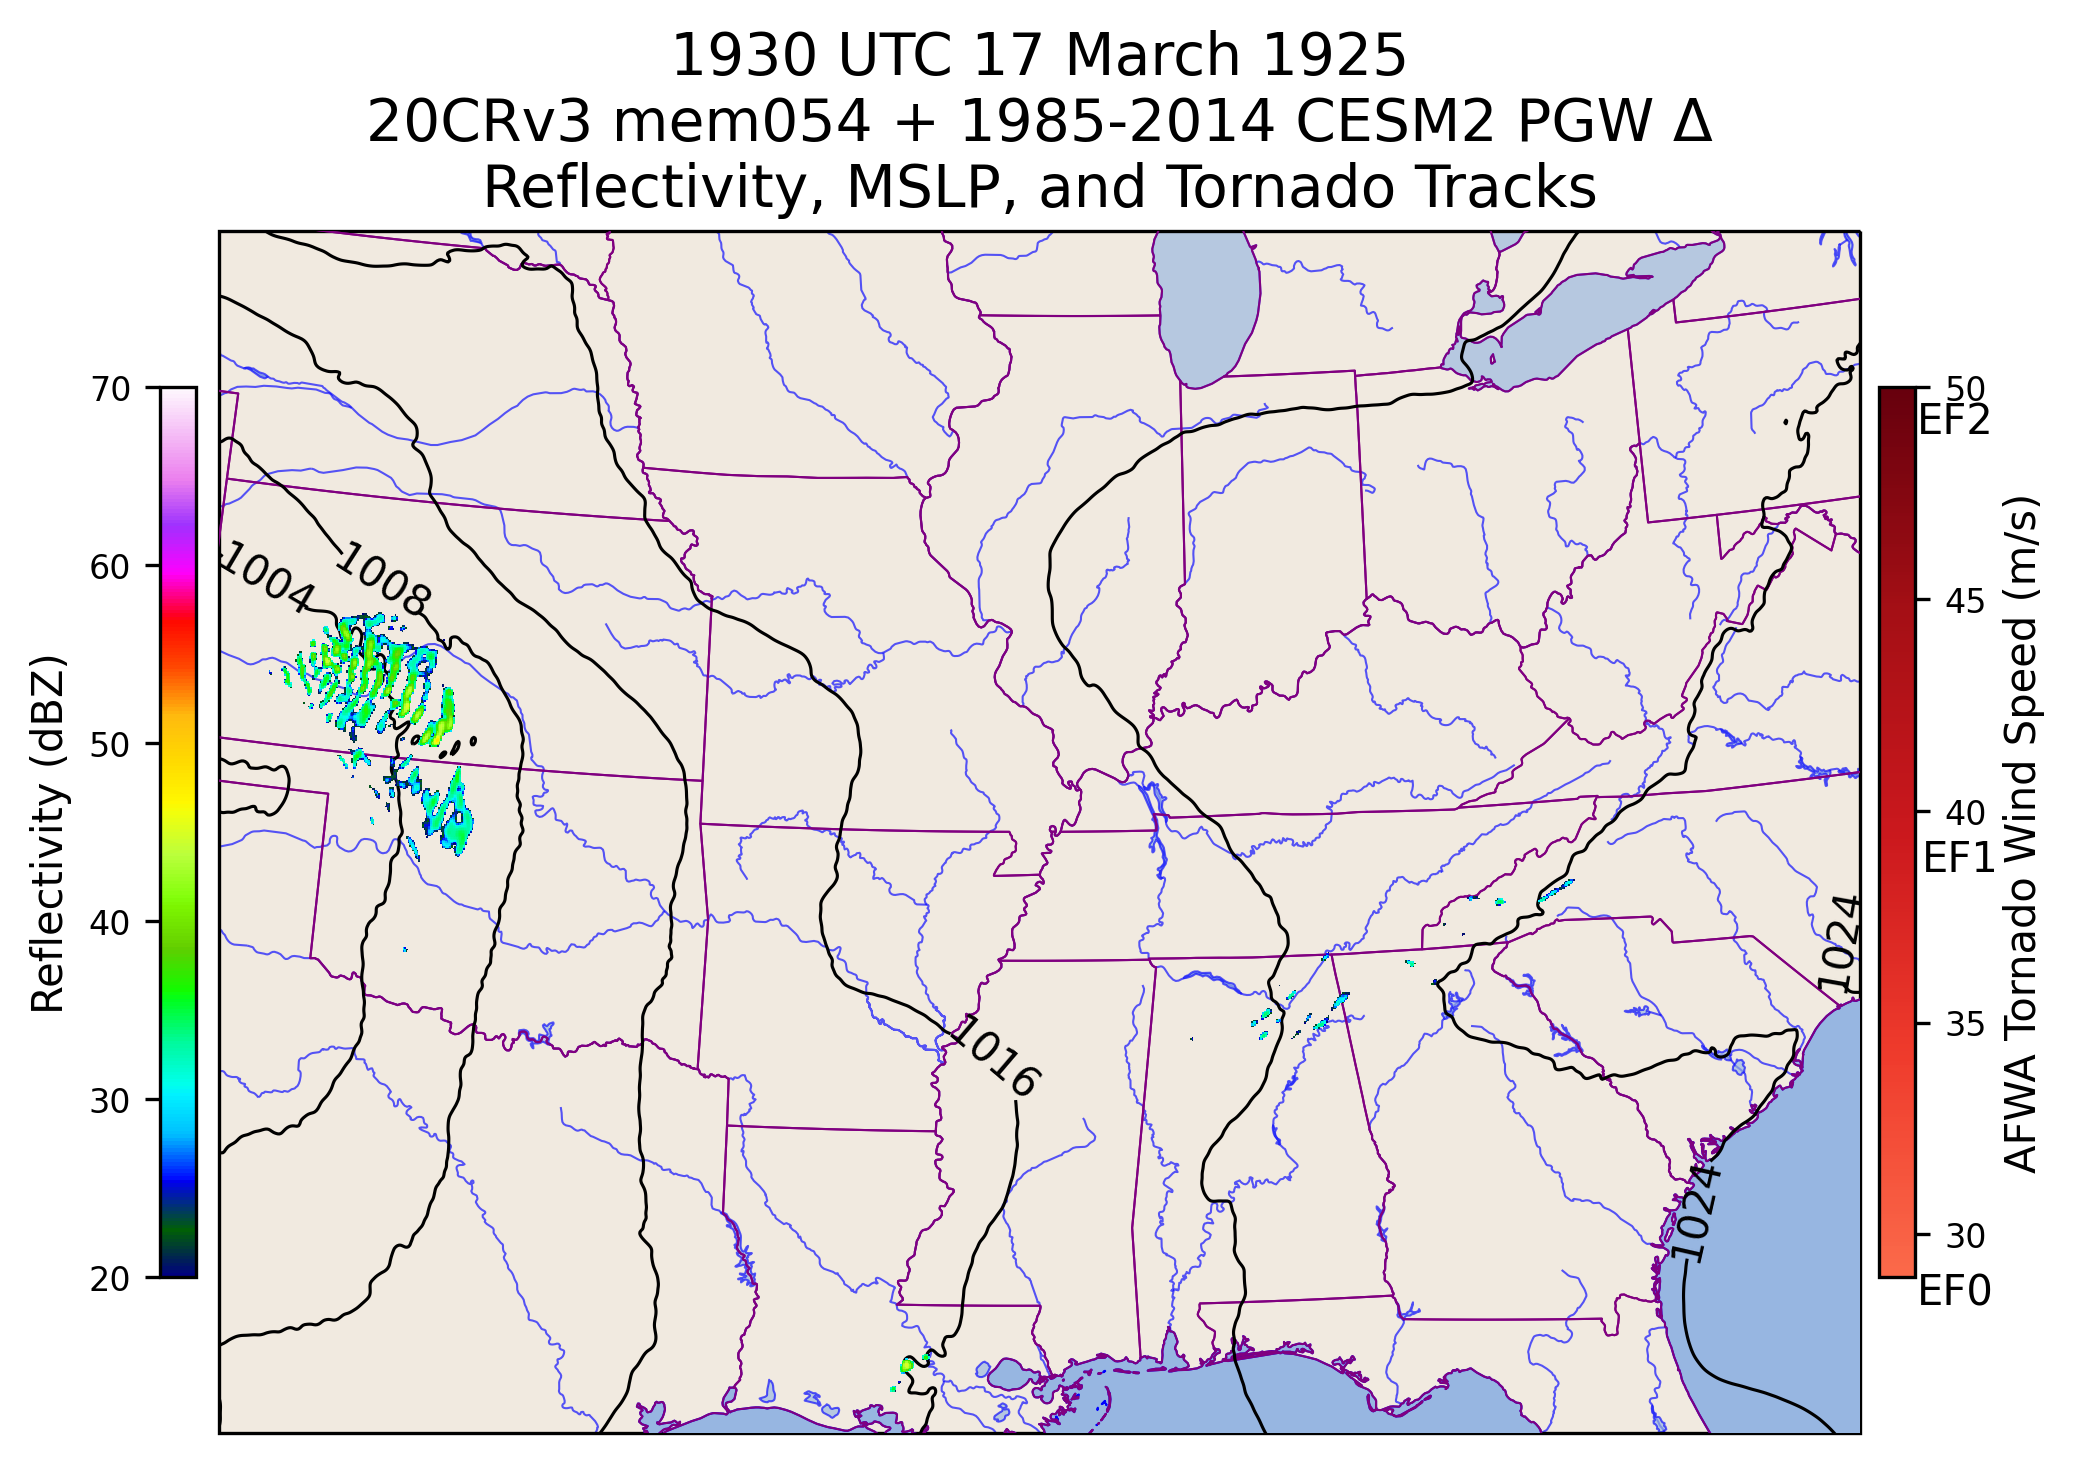 1930 UTC 17 March 1925
20CRv3 mem054 + 1985-2014 CESM2 PGW Δ
Reflectivity, MSLP, and Tornado Tracks
70
60
50
40
30
20
Reflectivity (dBZ)
1004
1008
1016
1024
1024
50
EF2
45
40
EF1
35
30
EF0
AFWA Tornado Wind Speed (m/s)